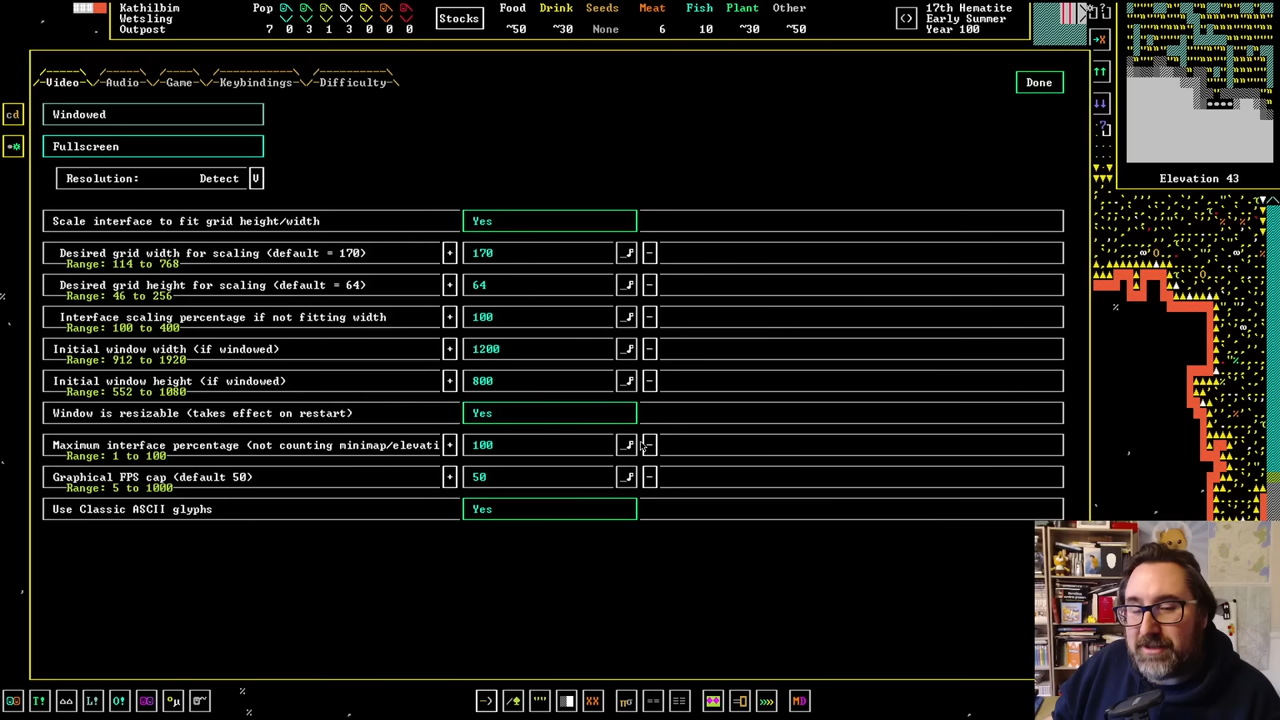 Kathilbim Pop Food Drink Seeds Meat Fish Plant Other 17th Hematite
Wetsling Stocks Early Summer
Outpost 7 0 3 1 3 0 0 0 ~50 ~30 None 6 10 ~30 ~50 Year 100
Video Audio Game Keybindings Difficulty
Done
cd
Windowed
Fullscreen
Resolution: Detect V
Elevation 43
Scale interface to fit grid height/width Yes
Desired grid width for scaling (default = 170) + 170 -
Range: 114 to 768
Desired grid height for scaling (default = 64) + 64 -
Range: 46 to 256
Interface scaling percentage if not fitting width + 100 -
Range: 100 to 400
Initial window width (if windowed) + 1200 -
Range: 912 to 1920
Initial window height (if windowed) + 800 -
Range: 552 to 1080
Window is resizable (takes effect on restart) Yes
Maximum interface percentage (not counting minimap/elevati + 100 -
Range: 1 to 100
Graphical FPS cap (default 50) + 50 -
Range: 5 to 1000
Use Classic ASCII glyphs Yes
T! L! O! °µ XX πσ == MD